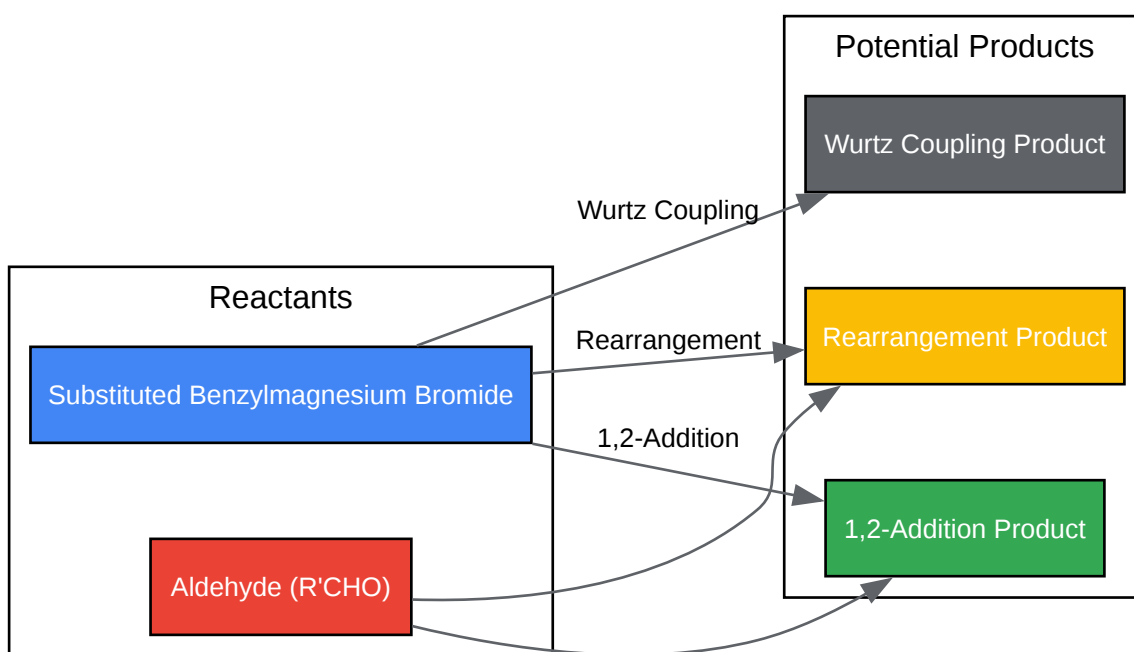 Potential Products
Wurtz Coupling Product
Wurtz Coupling
Reactants
Rearrangement
Rearrangement Product
Substituted Benzylmagnesium Bromide
1,2-Addition
1,2-Addition Product
Aldehyde (R'CHO)